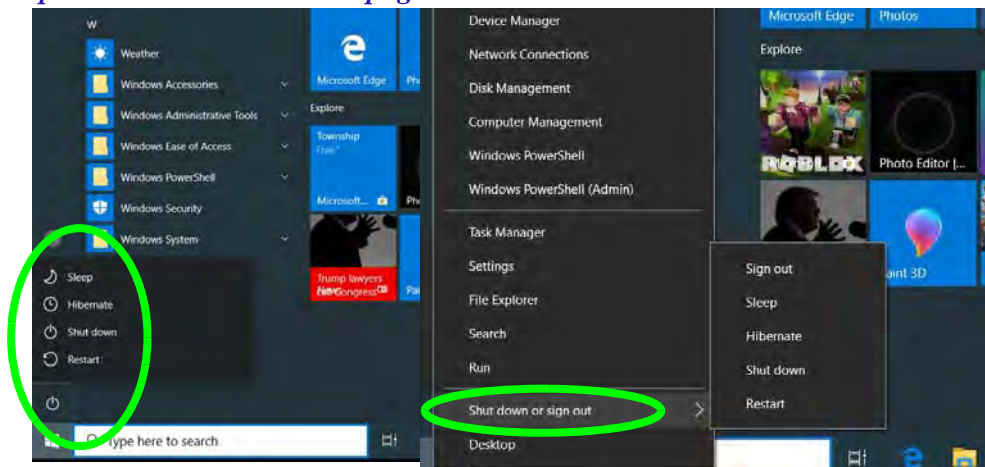 W
Weather
Windows Accessories
Windows Administrative Tools
Windows Ease of Access
Windows PowerShell
Windows Security
Windows System
Sleep
Hibernate
Shut down
Restart
Type here to search
Microsoft Edge
Explore
Township
Free
Microsoft...
Trump lawyers
Congress
Device Manager
Network Connections
Disk Management
Computer Management
Windows PowerShell
Windows PowerShell (Admin)
Task Manager
Settings
File Explorer
Search
Run
Shut down or sign out
Desktop
Sign out
Sleep
Hibernate
Shut down
Restart
Microsoft Edge
Photos
Explore
ROBLOX
Photo Editor |...
aint 3D